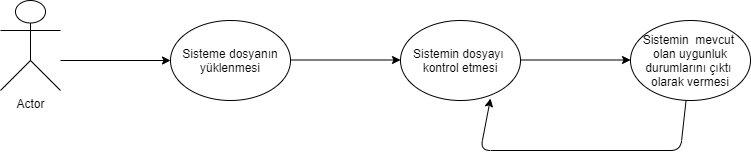 Actor
Sisteme dosyanın
yüklenmesi
Sistemin dosyayı
kontrol etmesi
Sistemin mevcut
olan uygunluk
durumlarını çıktı
olarak vermesi